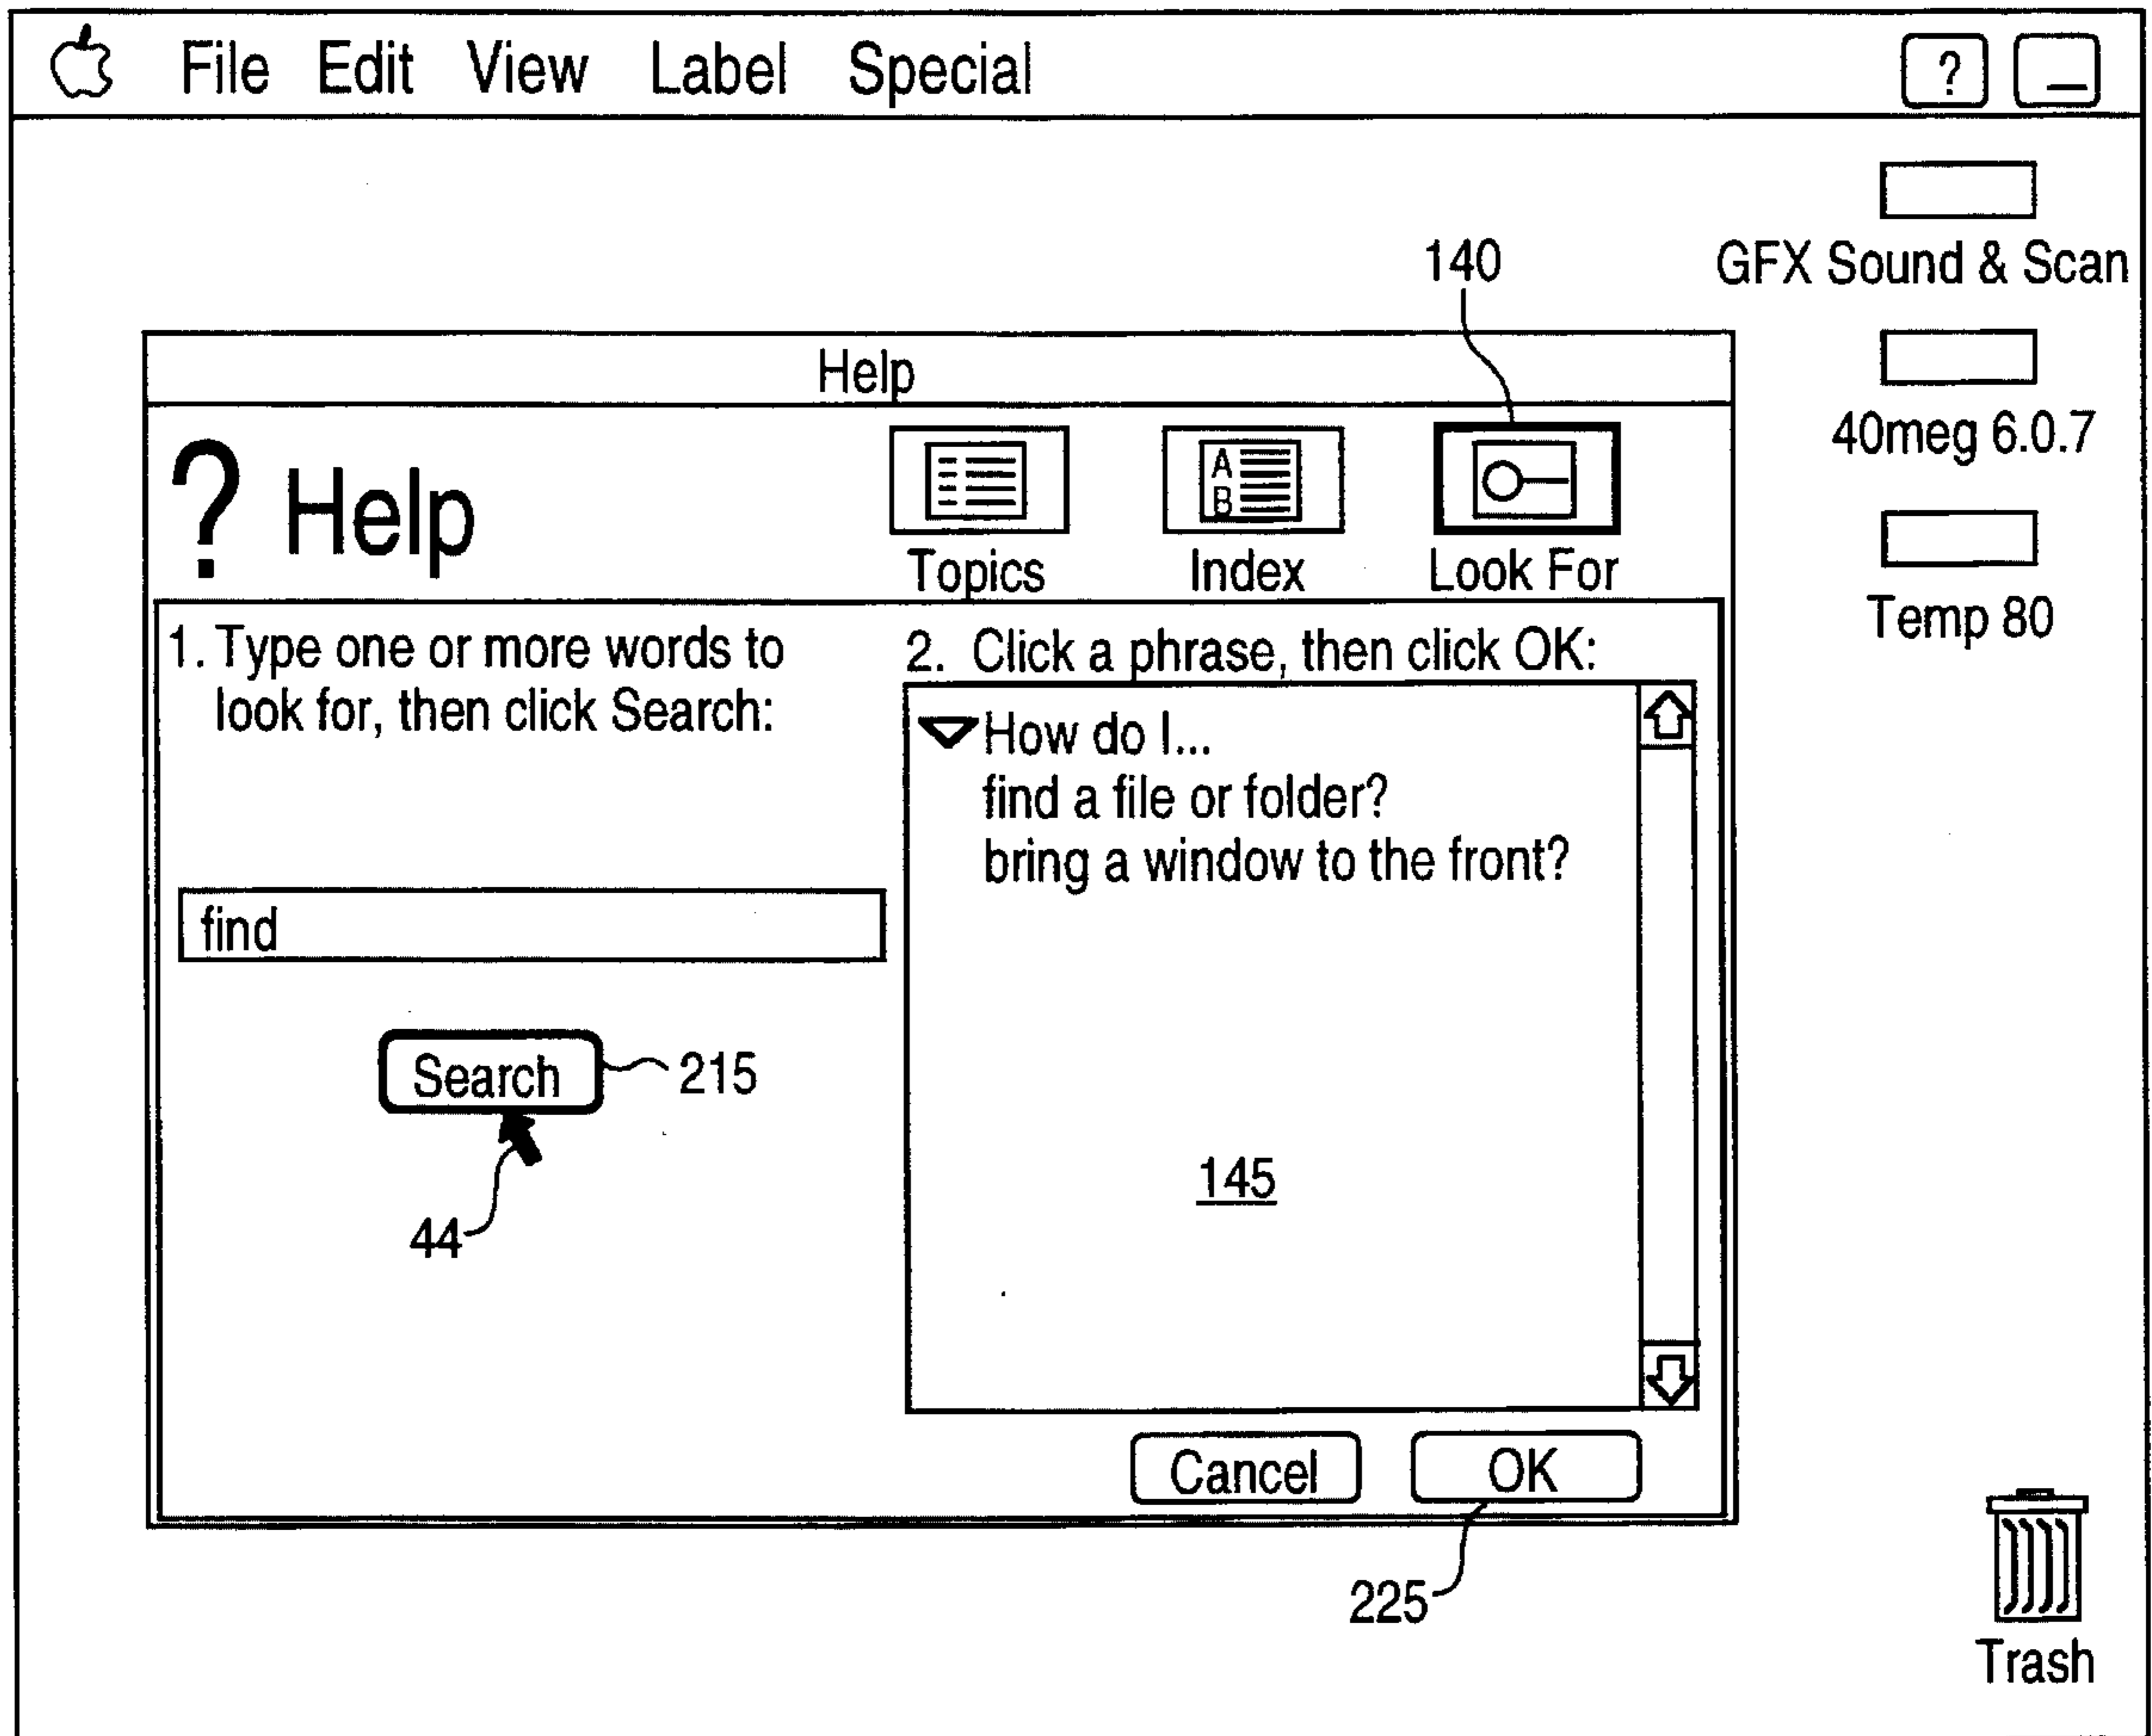 File Edit View Label Special ? _
GFX Sound & Scan
140
Help
40meg 6.0.7
? Help
A
B
Topics Index Look For
Temp 80
1. Type one or more words to
look for, then click Search:
find
Search
215
44
2. Click a phrase, then click OK:
How do I...
find a file or folder?
bring a window to the front?
145
Cancel OK
225
Trash